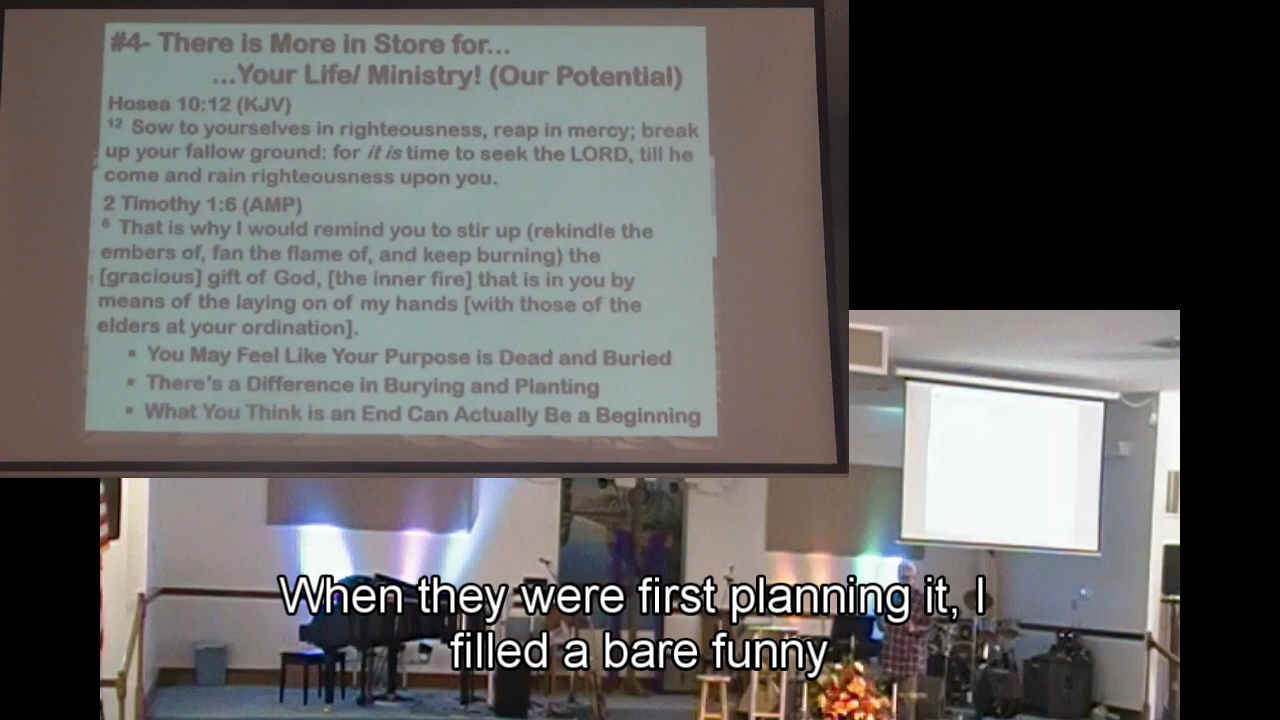 #4- There is More in Store for...
...Your Life/ Ministry! (Our Potential)
Hosea 10:12 (KJV)
12 Sow to yourselves in righteousness, reap in mercy; break
up your fallow ground: for it is time to seek the LORD, till he
come and rain righteousness upon you.
2 Timothy 1:6 (AMP)
6 That is why I would remind you to stir up (rekindle the
embers of, fan the flame of, and keep burning) the
[gracious] gift of God, [the inner fire] that is in you by
means of the laying on of my hands [with those of the
elders at your ordination].
▪ You May Feel Like Your Purpose is Dead and Buried
▪ There's a Difference in Burying and Planting
▪ What You Think is an End Can Actually Be a Beginning
When they were first planning it, I
filled a bare funny